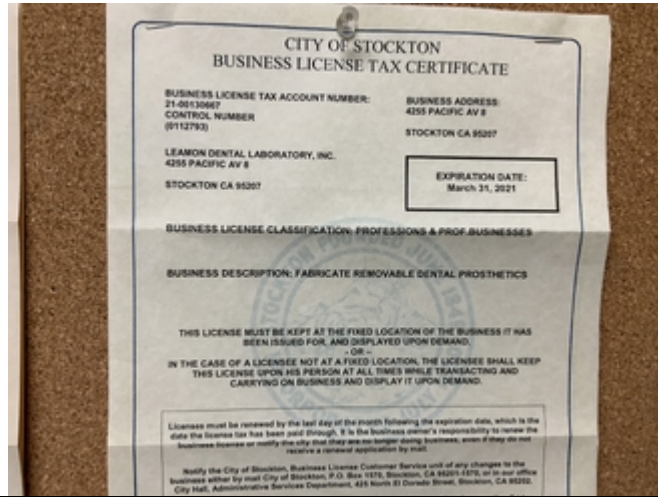 CITY OF STOCKTON
BUSINESS LICENSE TAX CERTIFICATE
BUSINESS LICENSE TAX ACCOUNT NUMBER:
21-00130667
CONTROL NUMBER
(0112793)
BUSINESS ADDRESS:
4255 PACIFIC AV 8
STOCKTON CA 95207
LEAMON DENTAL LABORATORY, INC.
4255 PACIFIC AV 8
STOCKTON CA 95207
EXPIRATION DATE:
March 31, 2021
BUSINESS LICENSE CLASSIFICATION: PROFESSIONS & PROF.BUSINESSES
BUSINESS DESCRIPTION: FABRICATE REMOVABLE DENTAL PROSTHETICS
THIS LICENSE MUST BE KEPT AT THE FIXED LOCATION OF THE BUSINESS IT HAS
BEEN ISSUED FOR, AND DISPLAYED UPON DEMAND.
- OR –
IN THE CASE OF A LICENSEE NOT AT A FIXED LOCATION, THE LICENSEE SHALL KEEP
THIS LICENSE UPON HIS PERSON AT ALL TIMES WHILE TRANSACTING AND
CARRYING ON BUSINESS AND DISPLAY IT UPON DEMAND.
Licenses must be renewed by the last day of the month following the expiration date, which is the
date the license tax has been paid through. It is the business owner's responsibility to renew the
business license or notify the city that they are no longer doing business, even if they do not
receive a renewal application by mail.
Notify the City of Stockton, Business License Customer Service unit of any changes to the
business either by mail City of Stockton, P.O. Box 1570, Stockton, CA 95201-1570, or in our office
City Hall, Administrative Services Department, 425 North El Dorado Street, Stockton, CA 95202.